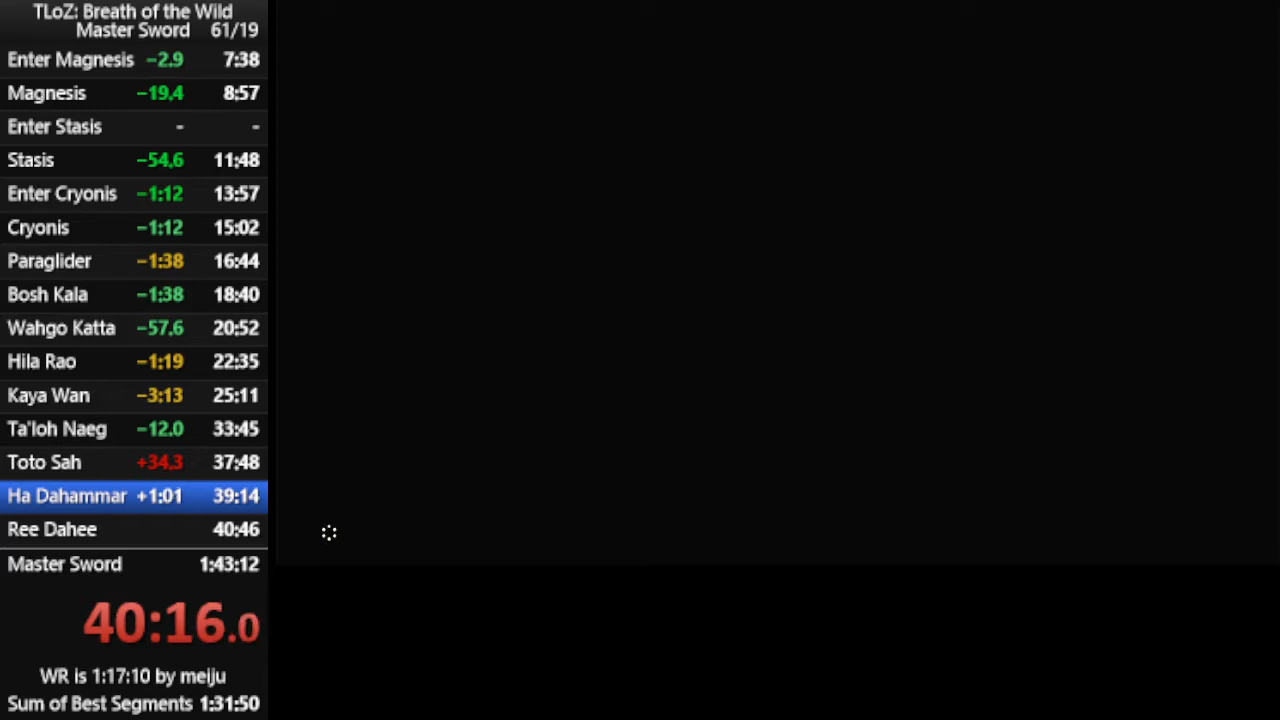 TLoZ: Breath of the Wild
Master Sword 61/19
Enter Magnesis −2.9 7:38
Magnesis −19.4 8:57
Enter Stasis - -
Stasis −54.6 11:48
Enter Cryonis −1:12 13:57
Cryonis −1:12 15:02
Paraglider −1:38 16:44
Bosh Kala −1:38 18:40
Wahgo Katta −57.6 20:52
Hila Rao −1:19 22:35
Kaya Wan −3:13 25:11
Ta'loh Naeg −12.0 33:45
Toto Sah +34.3 37:48
Ha Dahammar +1:01 39:14
Ree Dahee 40:46
Master Sword 1:43:12
40:16.0
WR is 1:17:10 by meiju
Sum of Best Segments 1:31:50